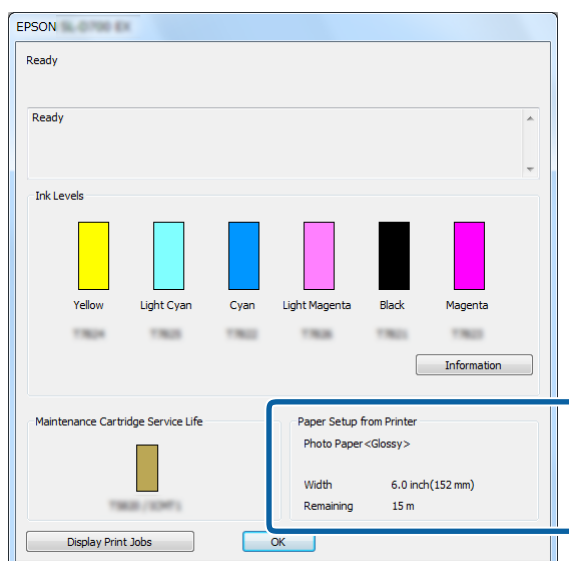 EPSON
Ready
Ready
Ink Levels
Yellow Light Cyan Cyan Light Magenta Black Magenta
Information
Maintenance Cartridge Service Life
Paper Setup from Printer
Photo Paper<Glossy>
Width 6.0 inch(152 mm)
Remaining 15 m
Display Print Jobs OK